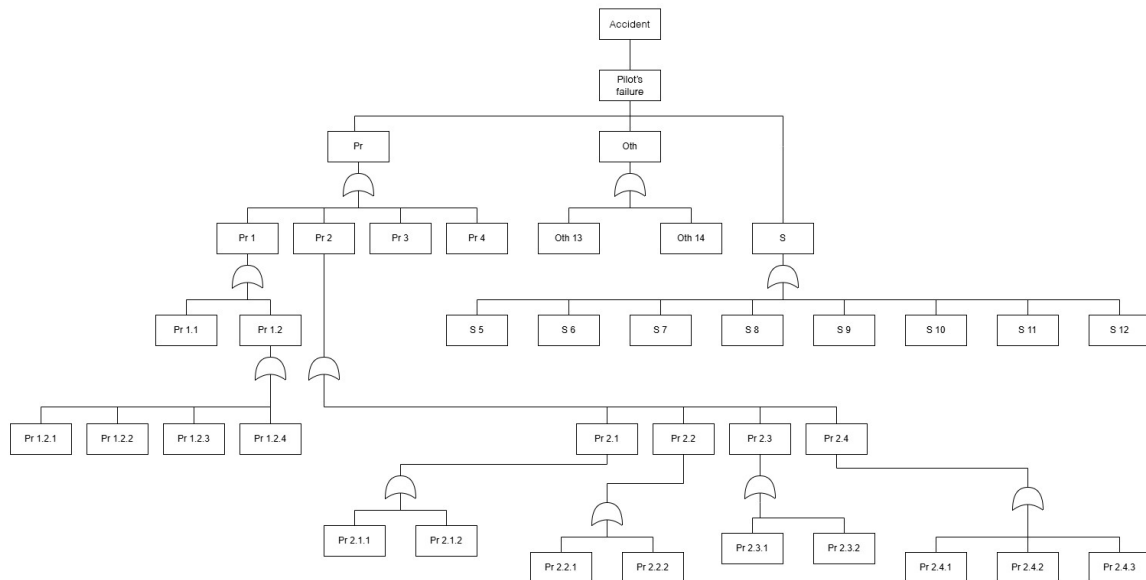 Accident
Pilot's
failure
Pr
Oth
Pr 1
Pr 2
Pr 3
Pr 4
Oth 13
Oth 14
S
Pr 1.1
Pr 1.2
S 5
S 6
S 7
S 8
S 9
S 10
S 11
S 12
Pr 1.2.1
Pr 1.2.2
Pr 1.2.3
Pr 1.2.4
Pr 2.1
Pr 2.2
Pr 2.3
Pr 2.4
Pr 2.1.1
Pr 2.1.2
Pr 2.3.1
Pr 2.3.2
Pr 2.2.1
Pr 2.2.2
Pr 2.4.1
Pr 2.4.2
Pr 2.4.3